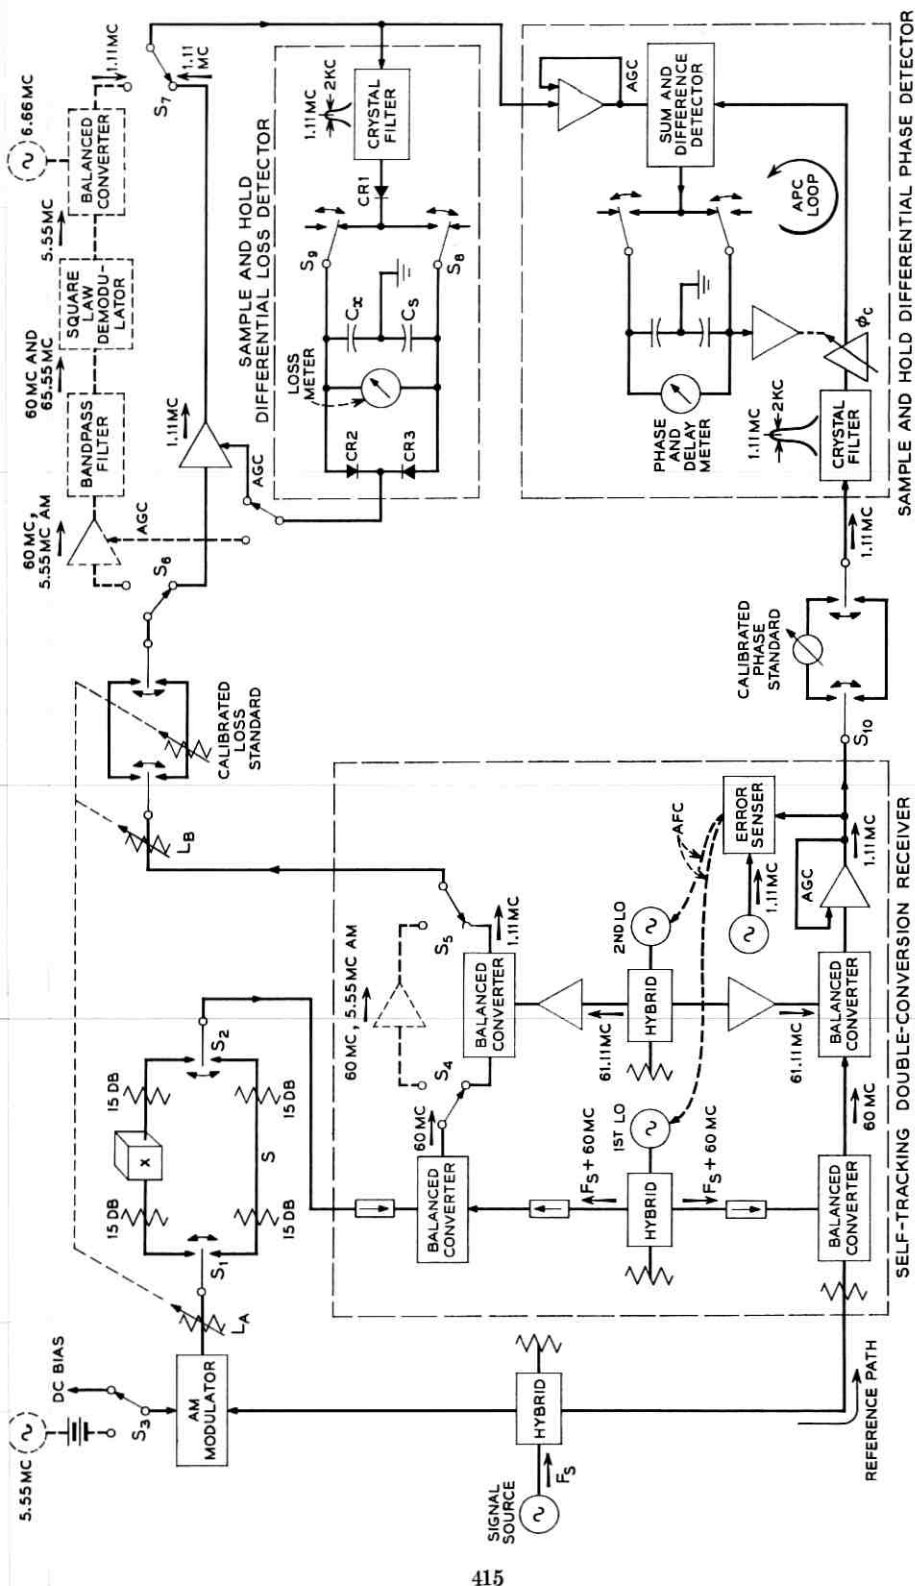 5.55 MC
DC BIAS
S3
AM
MODULATOR
LA
S1
15 DB
15 DB
X
15 DB
15 DB
S
S2
SIGNAL
SOURCE
FS
HYBRID
REFERENCE PATH
LB
CALIBRATED
LOSS
STANDARD
S6
60 MC,
5.55 MC AM
AGC
BANDPASS
FILTER
60 MC AND
65.55 MC
SQUARE
LAW
DEMODU-
LATOR
5.55 MC
BALANCED
CONVERTER
6.66 MC
1.11 MC
S7
1.11
MC
1.11 MC
AGC
SAMPLE AND HOLD
DIFFERENTIAL LOSS DETECTOR
LOSS
METER
CR2
CR3
Cx
CS
S9
S8
CR1
CRYSTAL
FILTER
1.11 MC
2KC
BALANCED
CONVERTER
60 MC
S4
60 MC, 5.55 MC AM
S5
BALANCED
CONVERTER
1.11 MC
FS + 60 MC
1ST LO
HYBRID
FS + 60 MC
2ND LO
HYBRID
61.11 MC
61.11 MC
AFC
ERROR
SENSER
1.11 MC
BALANCED
CONVERTER
60 MC
BALANCED
CONVERTER
AGC
1.11 MC
SELF-TRACKING DOUBLE-CONVERSION RECEIVER
S10
CALIBRATED
PHASE
STANDARD
1.11 MC
CRYSTAL
FILTER
1.11 MC
2KC
PHASE
AND
DELAY
METER
ΦC
APC
LOOP
SUM AND
DIFFERENCE
DETECTOR
AGC
SAMPLE AND HOLD DIFFERENTIAL PHASE DETECTOR
415